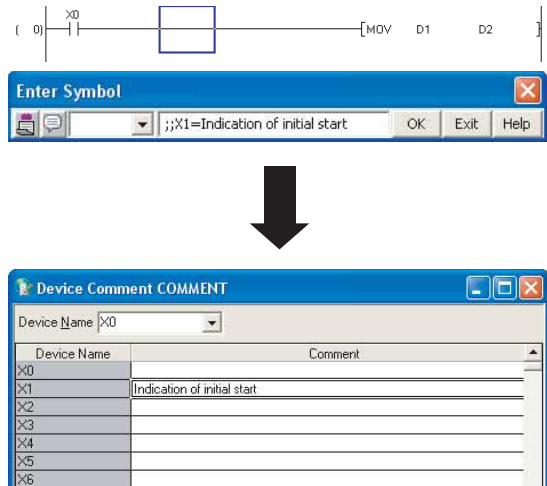 X0
( 0) [MOV D1 D2 ]
Enter Symbol
;;X1=Indication of initial start OK Exit Help
Device Comment COMMENT
Device Name X0
Device Name Comment
X0
X1 Indication of initial start
X2
X3
X4
X5
X6